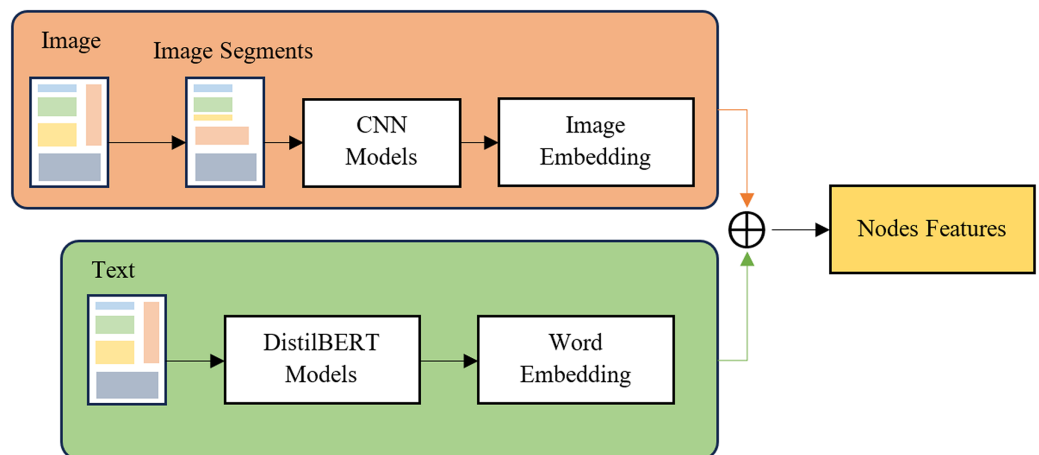 Image
Image Segments
CNN
Models
Image
Embedding
Nodes Features
Text
DistilBERT
Models
Word
Embedding